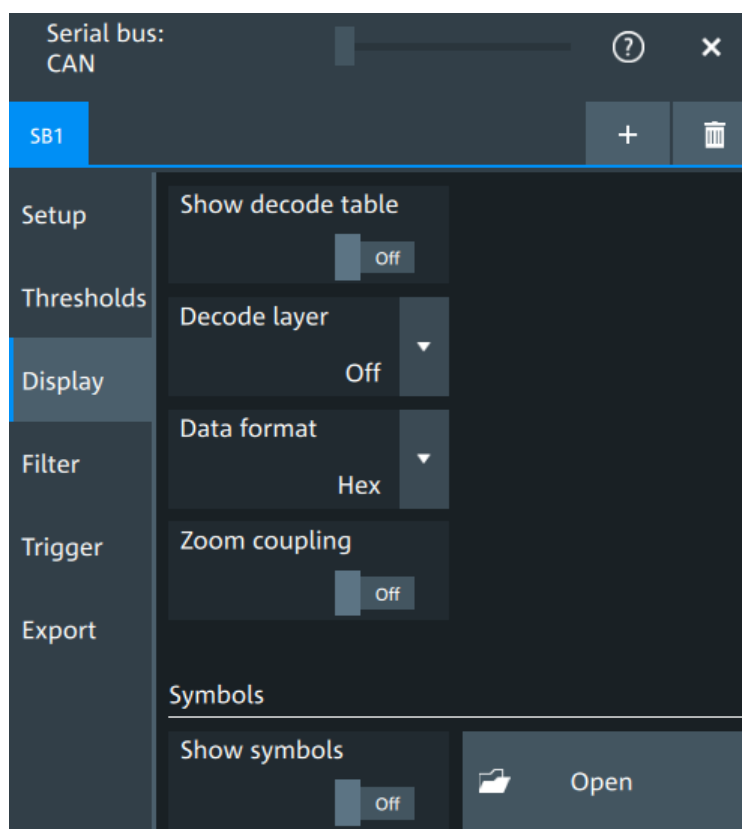 Serial bus:
CAN
SB1
Setup
Thresholds
Display
Filter
Trigger
Export
Show decode table
Off
Decode layer
Off
Data format
Hex
Zoom coupling
Off
Symbols
Show symbols
Off
Open